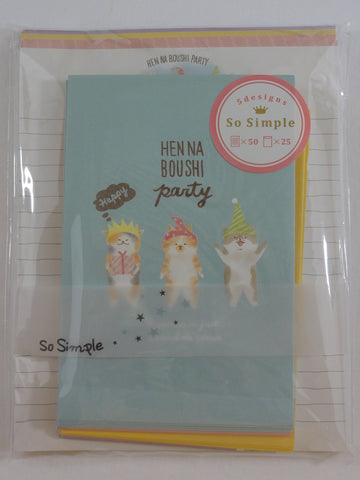 HEN NA BOUSHI PARTY
5designs
So Simple
×50 ×25
HEN NA
BOUSHI
party
Happy
So Simple